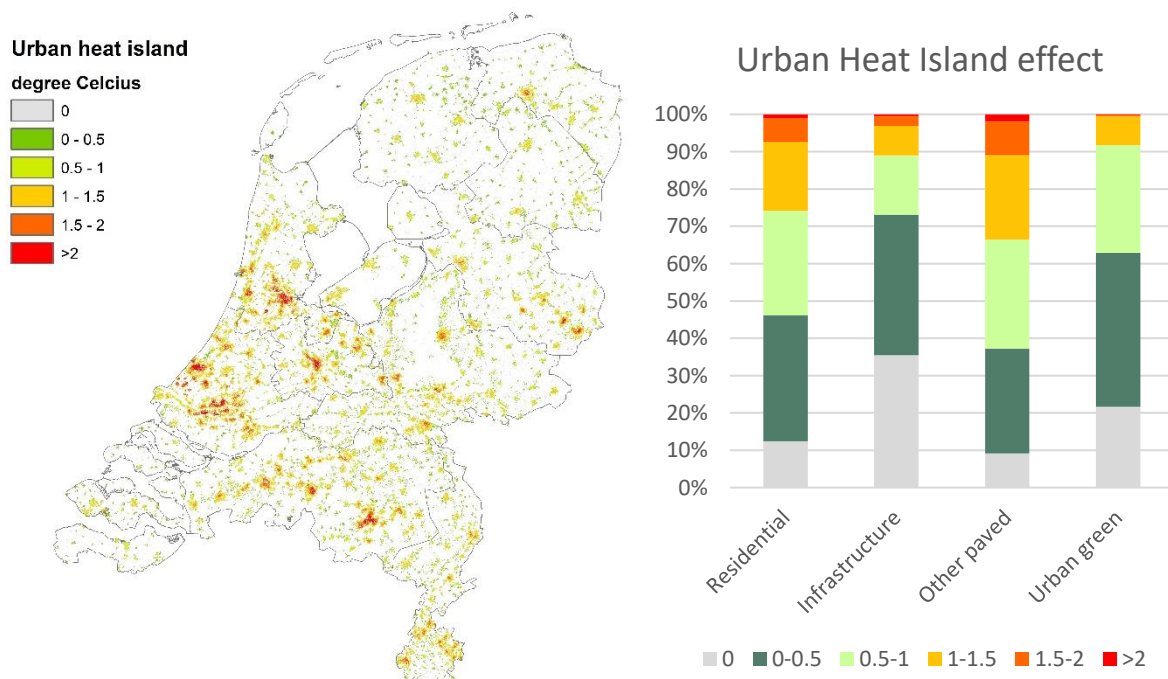 Urban heat island
degree Celcius
0
0 - 0.5
0.5 - 1
1 - 1.5
1.5 - 2
>2
Urban Heat Island effect
100%
90%
80%
70%
60%
50%
40%
30%
20%
10%
0%
Residential
Infrastructure
Other paved
Urban green
0 0-0.5 0.5-1 1-1.5 1.5-2 >2